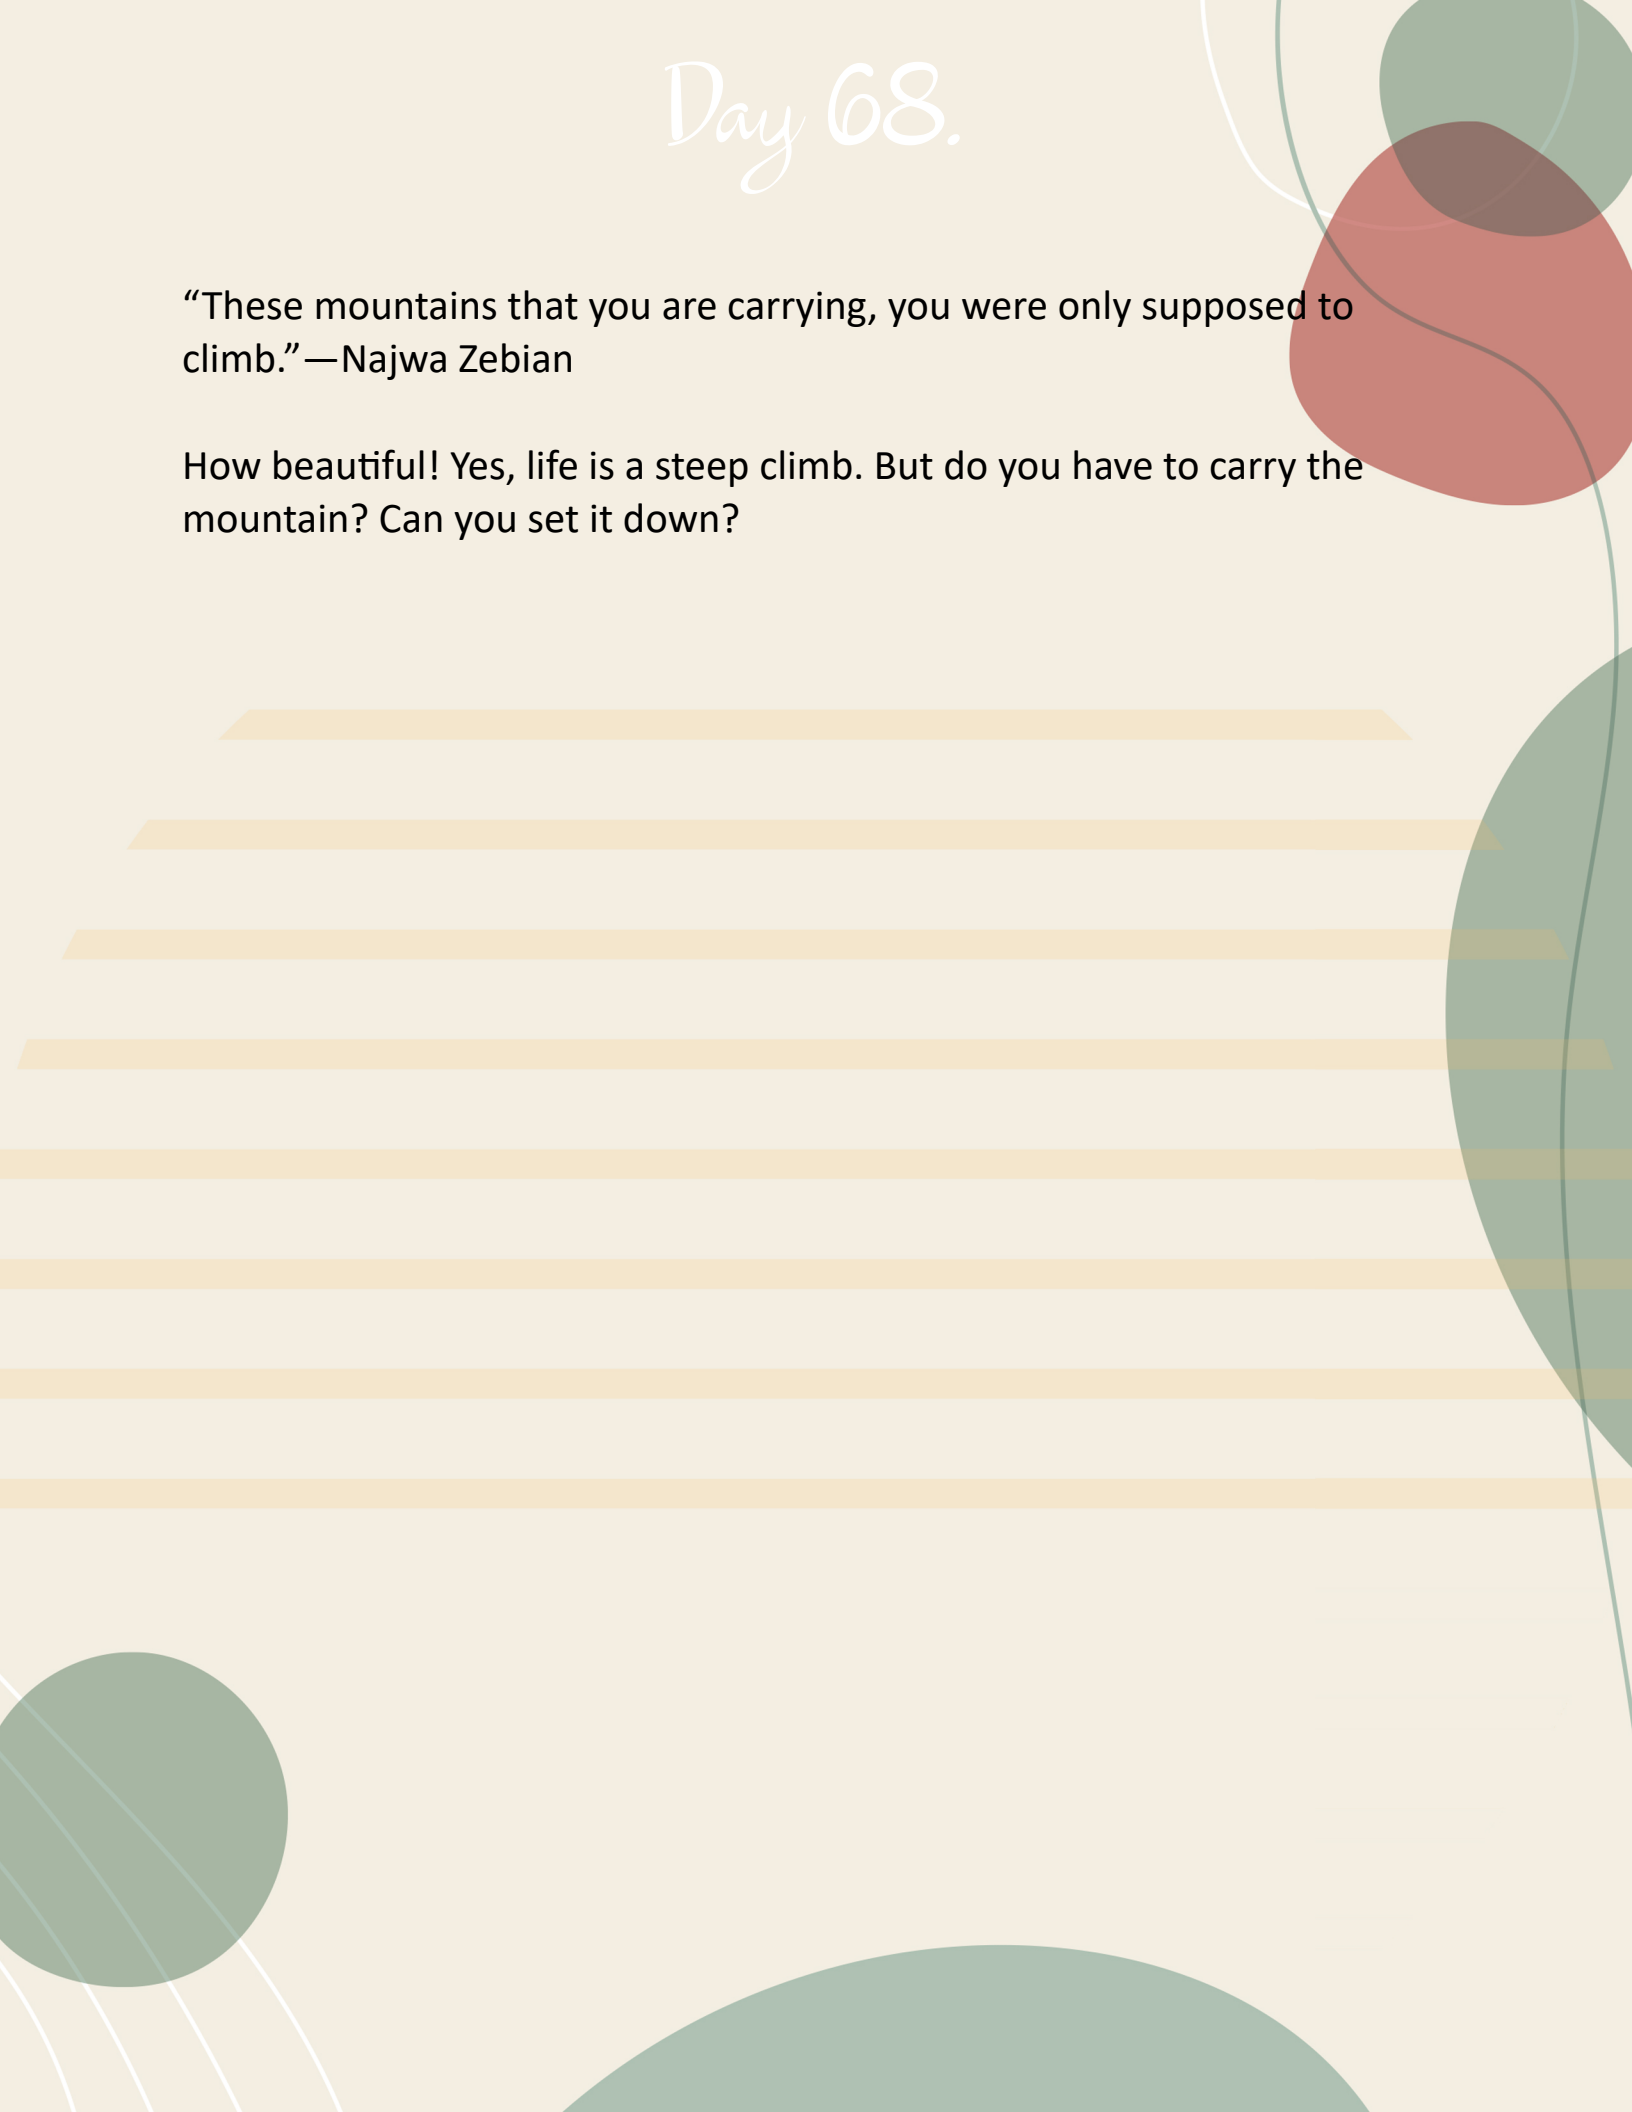 Day 68.
“These mountains that you are carrying, you were only supposed to
climb.”—Najwa Zebian
How beautiful! Yes, life is a steep climb. But do you have to carry the
mountain? Can you set it down?